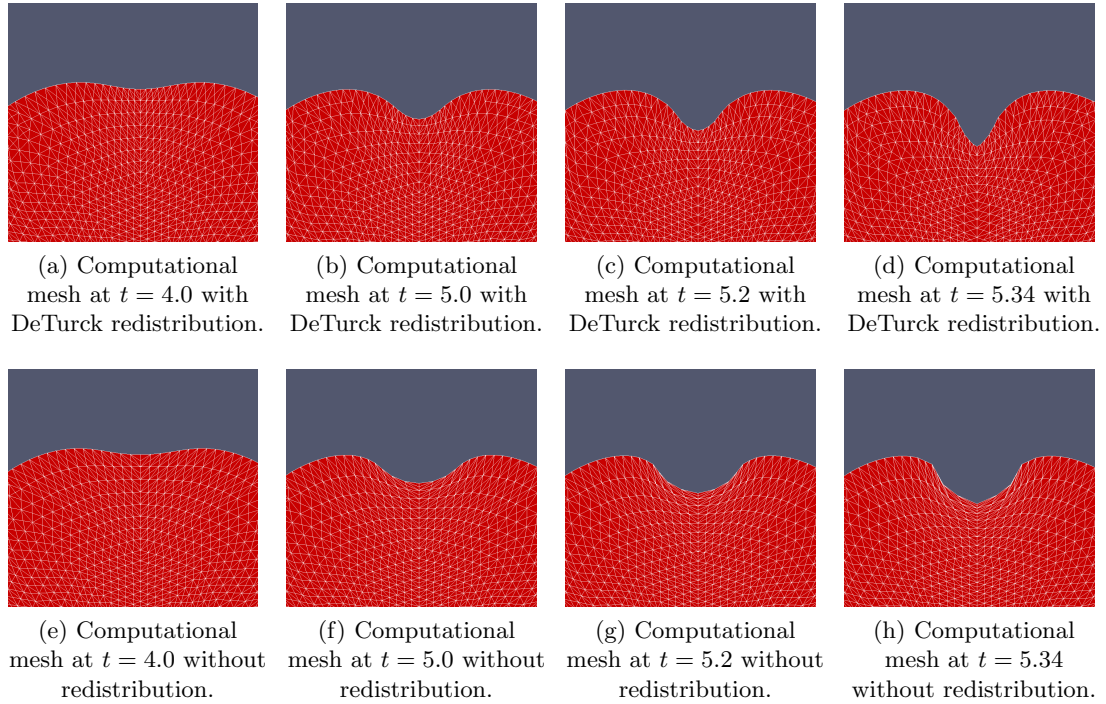 (a) Computational
mesh at t = 4.0 with
DeTurck redistribution.
(b) Computational
mesh at t = 5.0 with
DeTurck redistribution.
(c) Computational
mesh at t = 5.2 with
DeTurck redistribution.
(d) Computational
mesh at t = 5.34 with
DeTurck redistribution.
(e) Computational
mesh at t = 4.0 without
redistribution.
(f) Computational
mesh at t = 5.0 without
redistribution.
(g) Computational
mesh at t = 5.2 without
redistribution.
(h) Computational
mesh at t = 5.34
without redistribution.